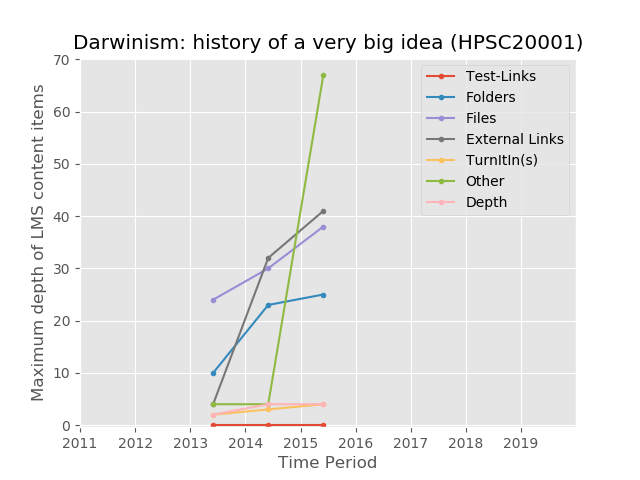 Darwinism: history of a very big idea (HPSC20001)
Maximum depth of LMS content items
70
60
50
40
30
20
10
0
Test-Links
Folders
Files
External Links
TurnItIn(s)
Other
Depth
2011 2012 2013 2014 2015 2016 2017 2018 2019
Time Period